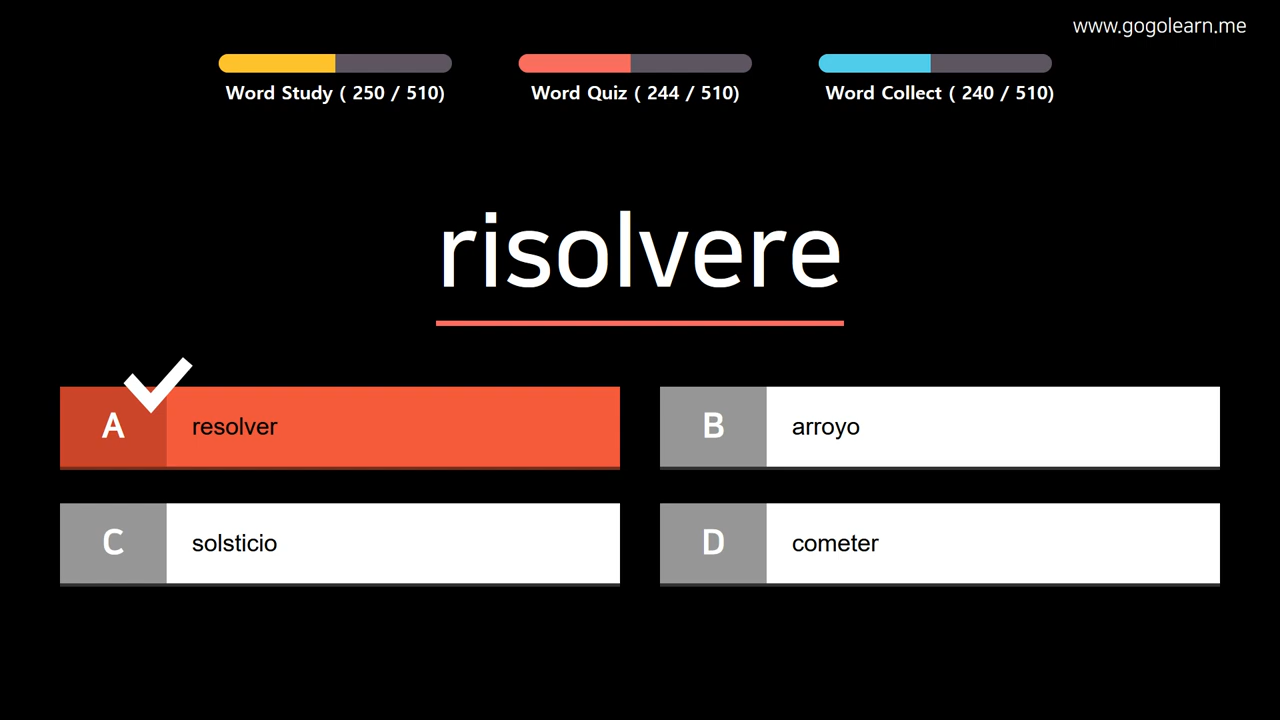 www.gogolearn.me
Word Study ( 250 / 510)
Word Quiz ( 244 / 510)
Word Collect ( 240 / 510)
risolvere
A resolver
B arroyo
C solsticio
D cometer